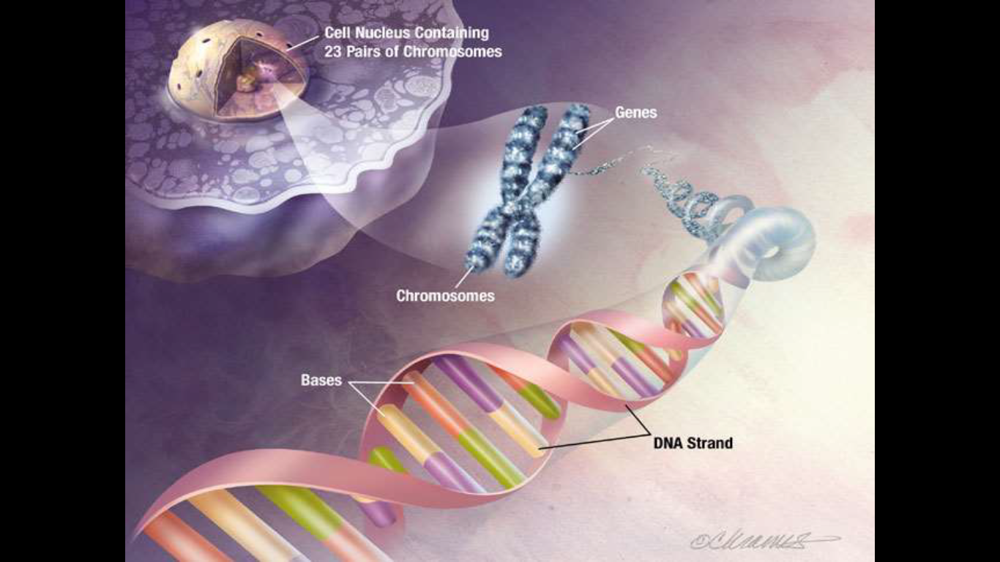 Cell Nucleus Containing
23 Pairs of Chromosomes
Genes
Chromosomes
Bases
DNA Strand